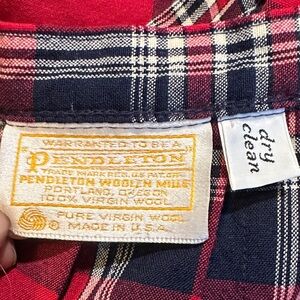 WARRANTED TO BE A
"PENDLETON"
TRADE MARK REG. U.S. PAT. OFF.
PENDLETON WOOLEN MILLS
PORTLAND, OREGON
100% VIRGIN WOOL
PURE VIRGIN WOOL
MADE IN U.S.A.
dry
clean